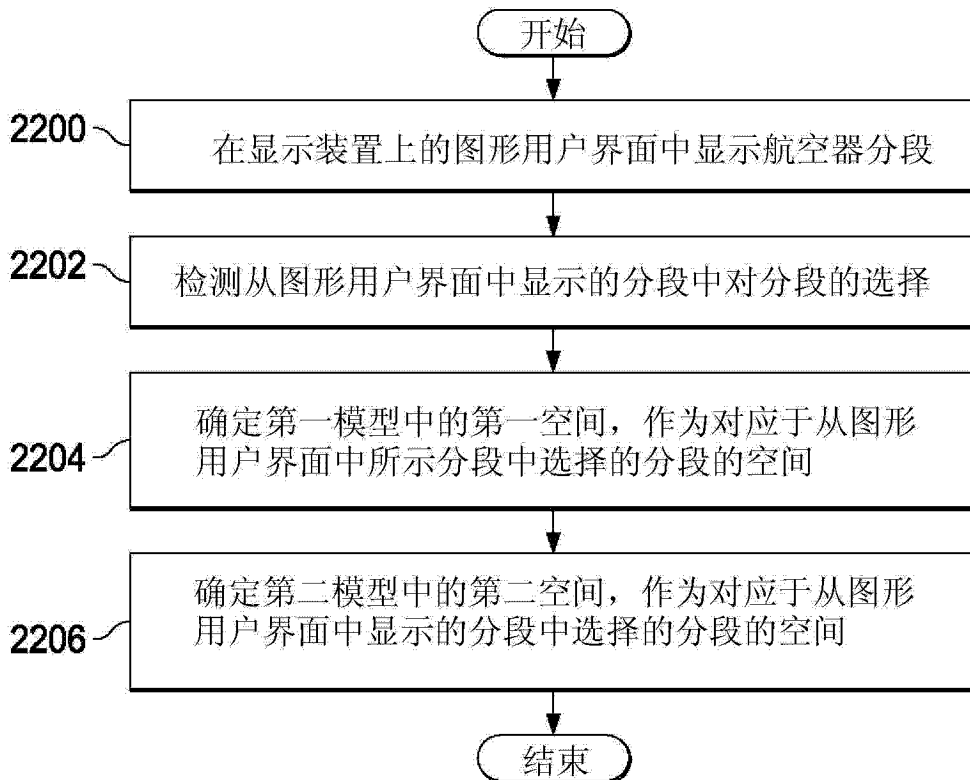 开始
2200
在显示装置上的图形用户界面中显示航空器分段
2202
检测从图形用户界面中显示的分段中对分段的选择
2204
确定第一模型中的第一空间，作为对应于从图形
用户界面中所示分段中选择的分段的空间
2206
确定第二模型中的第二空间，作为对应于从图形
用户界面中显示的分段中选择的分段的空间
结束